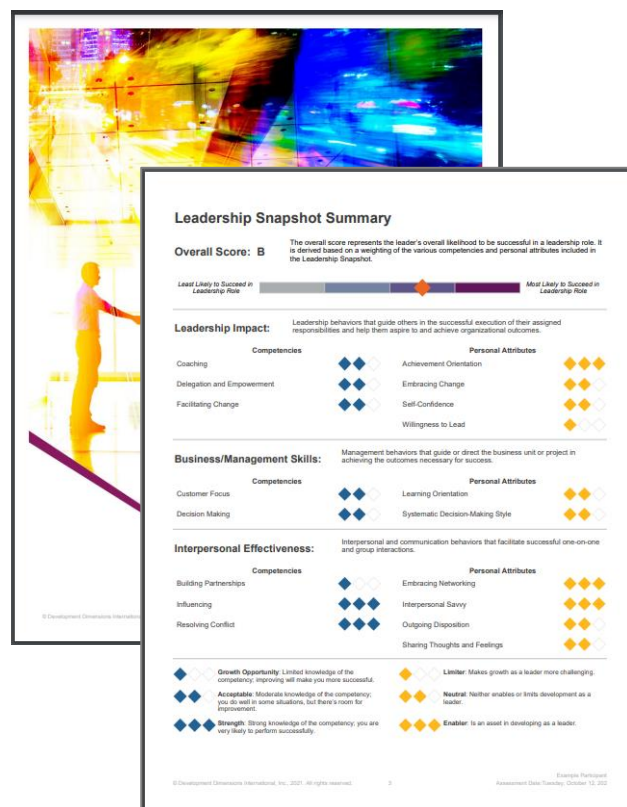 © Development Dimensions International
Leadership Snapshot Summary
Overall Score: B
The overall score represents the leader's overall likelihood to be successful in a leadership role. It
is derived based on a weighting of the various competencies and personal attributes included in
the Leadership Snapshot.
Least Likely to Succeed in
Leadership Role
Most Likely to Succeed in
Leadership Role
Leadership Impact:
Leadership behaviors that guide others in the successful execution of their assigned
responsibilities and help them aspire to and achieve organizational outcomes.
Competencies
Coaching
Delegation and Empowerment
Facilitating Change
Personal Attributes
Achievement Orientation
Embracing Change
Self-Confidence
Willingness to Lead
Business/Management Skills:
Management behaviors that guide or direct the business unit or project in
achieving the outcomes necessary for success.
Competencies
Customer Focus
Decision Making
Personal Attributes
Learning Orientation
Systematic Decision-Making Style
Interpersonal Effectiveness:
Interpersonal and communication behaviors that facilitate successful one-on-one
and group interactions.
Competencies
Building Partnerships
Influencing
Resolving Conflict
Personal Attributes
Embracing Networking
Interpersonal Savvy
Outgoing Disposition
Sharing Thoughts and Feelings
Growth Opportunity: Limited knowledge of the
competency; improving will make you more successful.
Acceptable: Moderate knowledge of the competency;
you do well in some situations, but there's room for
improvement.
Strength: Strong knowledge of the competency; you are
very likely to perform successfully.
Limiter: Makes growth as a leader more challenging.
Neutral: Neither enables or limits development as a
leader.
Enabler: Is an asset in developing as a leader.
© Development Dimensions International, Inc., 2021. All rights reserved.
3
Example Participant
Assessment Date:Tuesday, October 12, 202